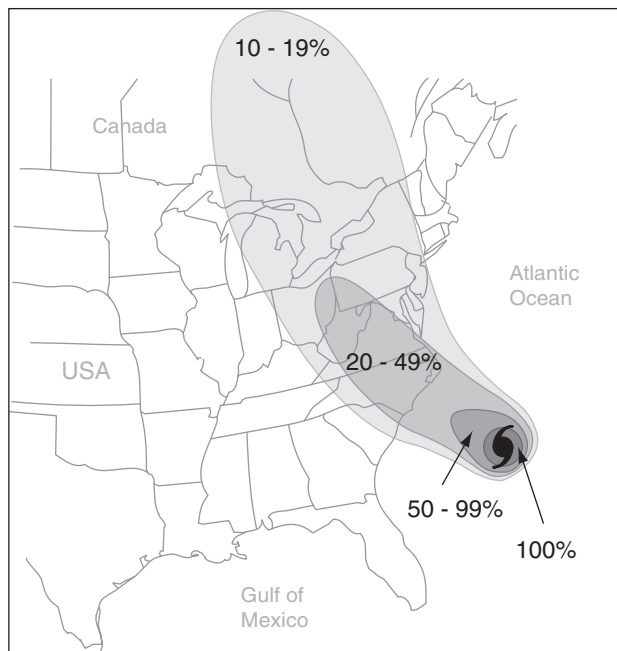 10 - 19%
Canada
Atlantic
Ocean
20 - 49%
USA
50 - 99%
100%
Gulf of
Mexico